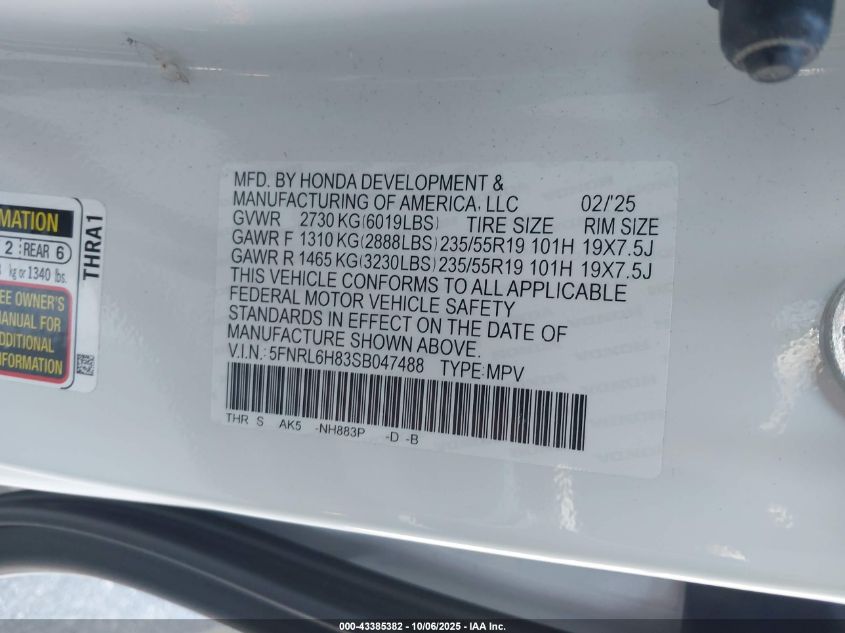 MFD. BY HONDA DEVELOPMENT &
MANUFACTURING OF AMERICA, LLC 02/'25
GVWR 2730 KG(6019LBS) TIRE SIZE RIM SIZE
GAWR F 1310 KG(2888LBS) 235/55R19 101H 19X7.5J
GAWR R 1465 KG(3230LBS) 235/55R19 101H 19X7.5J
THIS VEHICLE CONFORMS TO ALL APPLICABLE
FEDERAL MOTOR VEHICLE SAFETY
STANDARDS IN EFFECT ON THE DATE OF
MANUFACTURE SHOWN ABOVE.
V.I.N.: 5FNRL6H83SB047488 TYPE:MPV
THR S AK5 -NH883P -D -B
MATION
2 : REAR 6
kg or 1340 lbs.
EE OWNER'S
ANUAL FOR
DDITIONAL
NFORMATION
THRA1
000-43385382 - 10/06/2025 - IAA Inc.